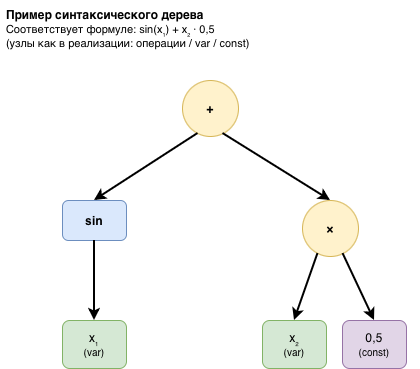 Пример синтаксического дерева
Соответствует формуле: sin(x₁) + x₂ · 0,5
(узлы как в реализации: операции / var / const)
+
sin
×
x₁
(var)
x₂
(var)
0,5
(const)